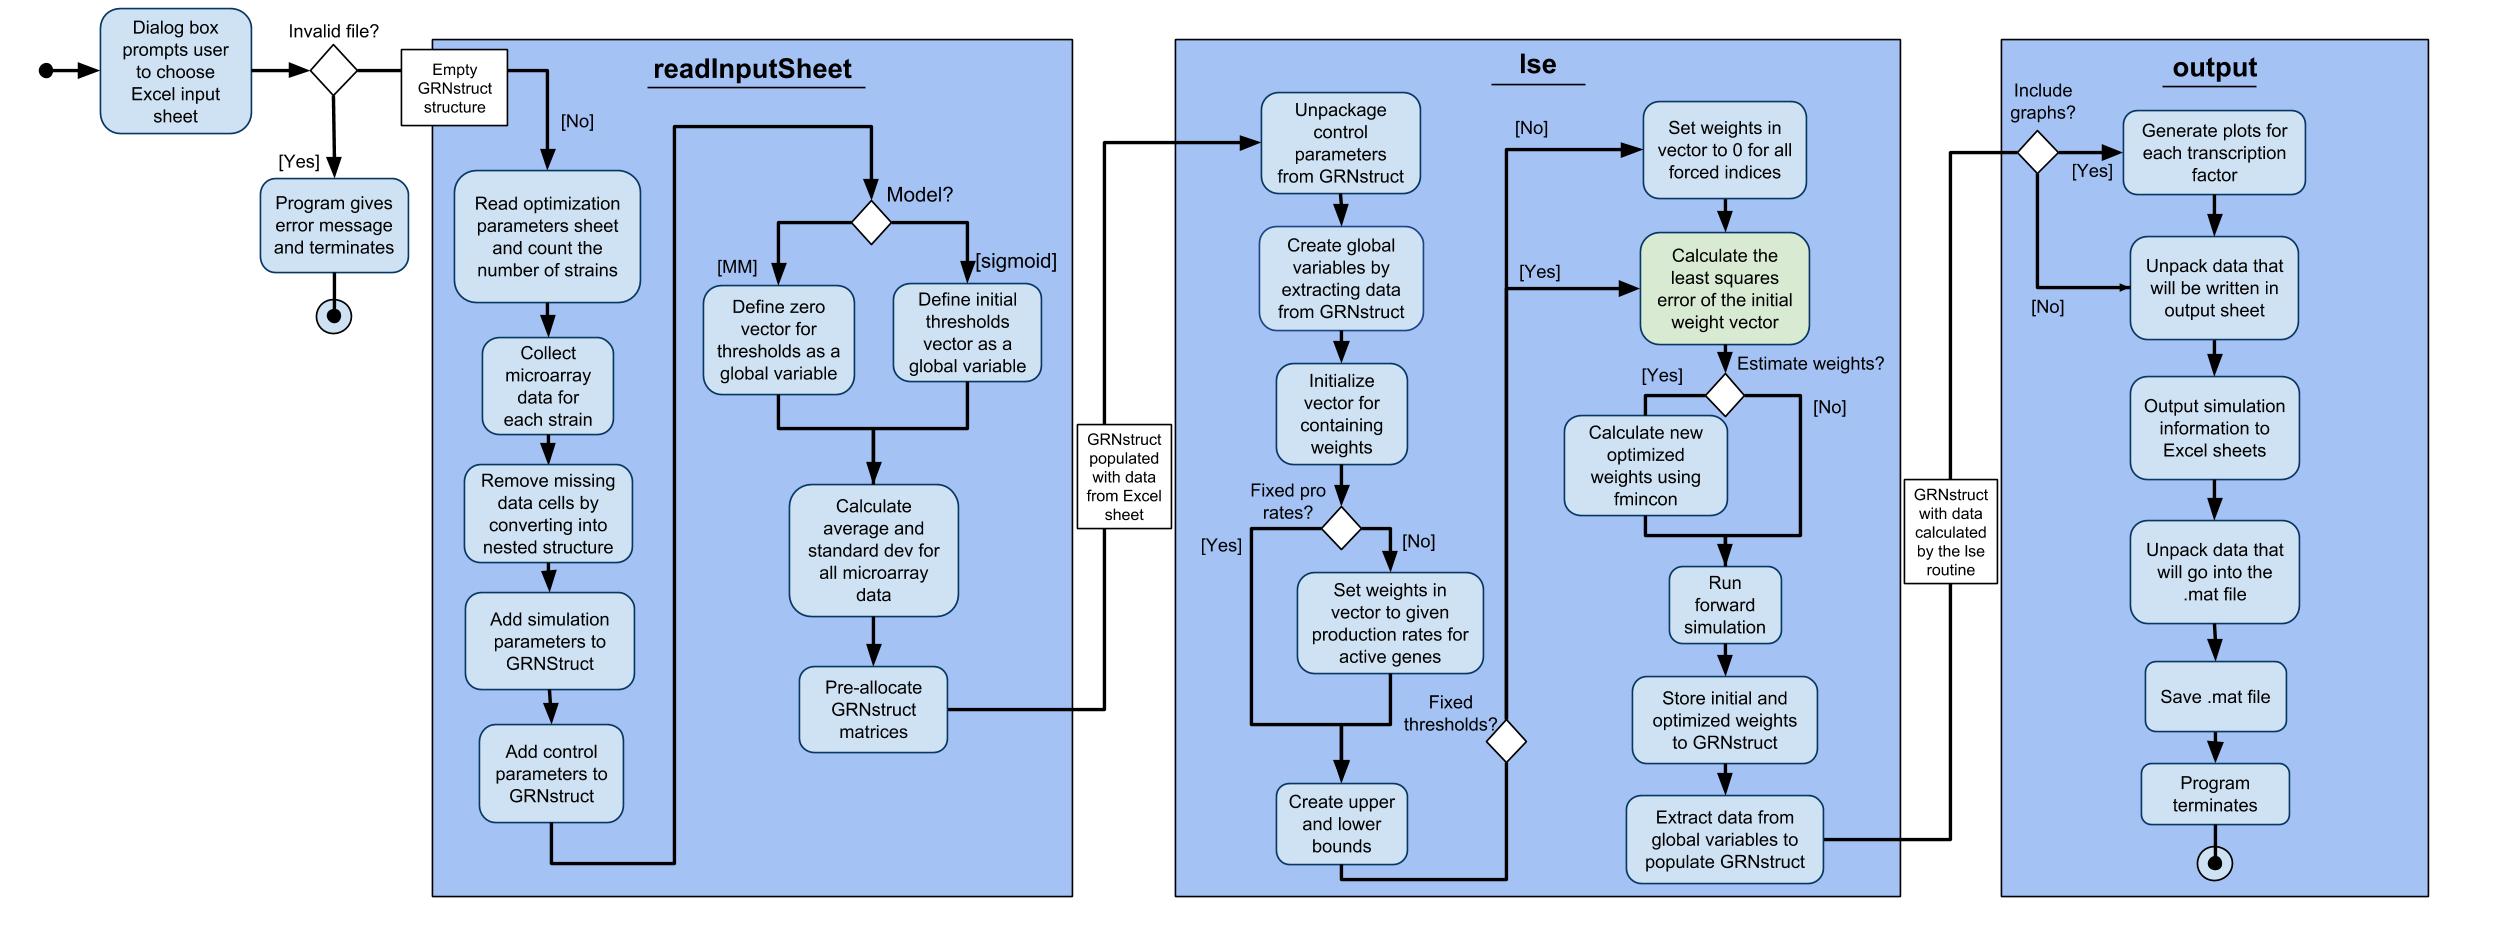 Dialog box
prompts user
to choose
Excel input
sheet
Invalid file?
[Yes]
Program gives
error message
and terminates
Empty
GRNstruct
structure
[No]
readInputSheet
Read optimization
parameters sheet
and count the
number of strains
Collect
microarray
data for
each strain
Remove missing
data cells by
converting into
nested structure
Add simulation
parameters to
GRNStruct
Add control
parameters to
GRNstruct
Model?
[MM]
[sigmoid]
Define zero
vector for
thresholds as a
global variable
Define initial
thresholds
vector as a
global variable
Calculate
average and
standard dev for
all microarray
data
Pre-allocate
GRNstruct
matrices
GRNstruct
populated
with data
from Excel
sheet
lse
Unpackage
control
parameters
from GRNstruct
Create global
variables by
extracting data
from GRNstruct
Initialize
vector for
containing
weights
Fixed pro
rates?
[Yes]
[No]
Set weights in
vector to given
production rates for
active genes
Create upper
and lower
bounds
Fixed
thresholds?
[No]
[Yes]
Set weights in
vector to 0 for all
forced indices
Calculate the
least squares
error of the initial
weight vector
Estimate weights?
[Yes]
[No]
Calculate new
optimized
weights using
fmincon
Run
forward
simulation
Store initial and
optimized weights
to GRNstruct
Extract data from
global variables to
populate GRNstruct
GRNstruct
with data
calculated
by the lse
routine
output
Include
graphs?
[Yes]
[No]
Generate plots for
each transcription
factor
Unpack data that
will be written in
output sheet
Output simulation
information to
Excel sheets
Unpack data that
will go into the
.mat file
Save .mat file
Program
terminates